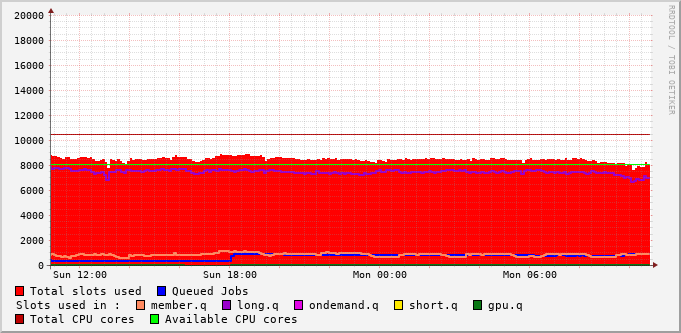 20000
18000
16000
14000
12000
10000
8000
6000
4000
2000
0
Sun 12:00 Sun 18:00 Mon 00:00 Mon 06:00
RRDTOOL / TOBI OETIKER
Total slots used Queued Jobs
Slots used in : member.q long.q ondemand.q short.q gpu.q
Total CPU cores Available CPU cores